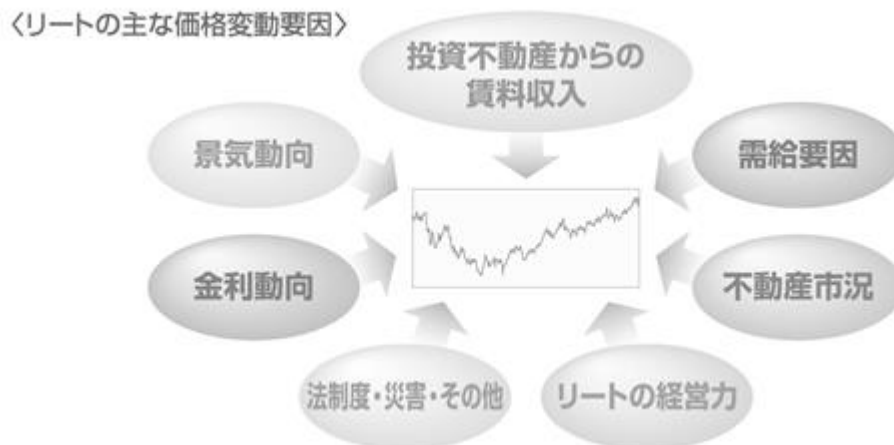 〈リートの主な価格変動要因〉
投資不動産からの
賃料収入
景気動向
需給要因
金利動向
不動産市況
法制度・災害・その他
リートの経営力